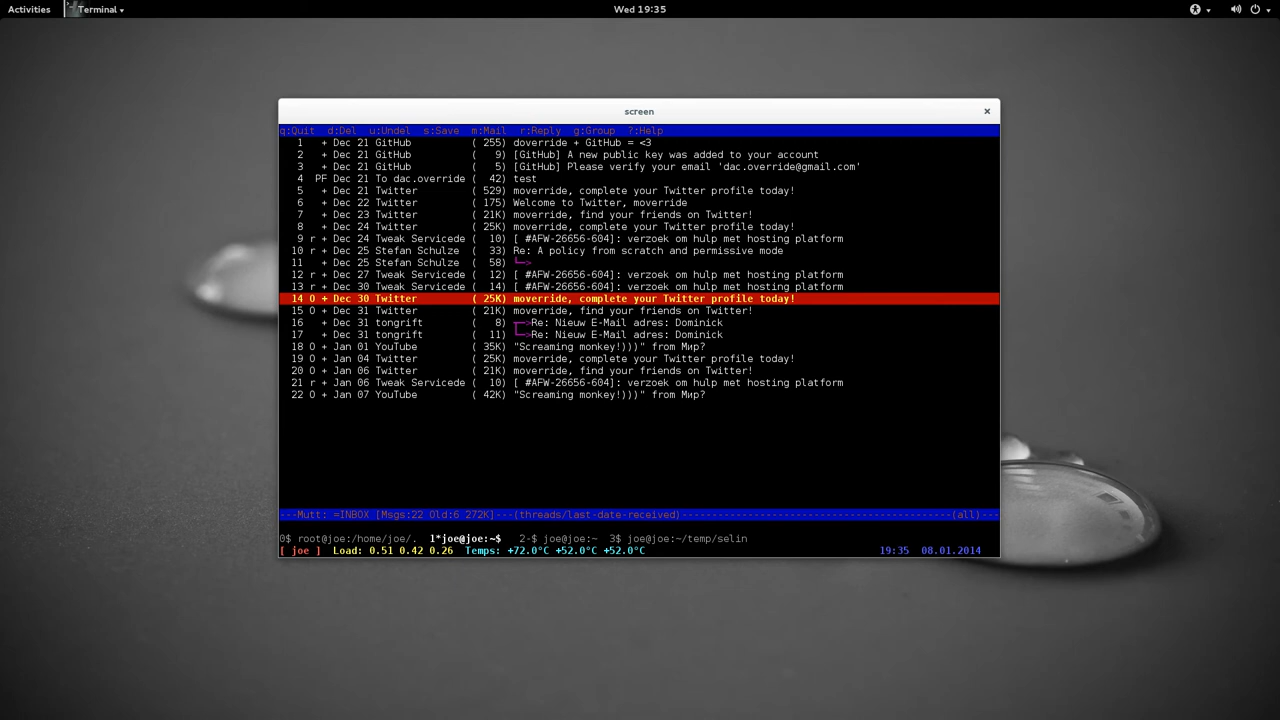 Activities Terminal Wed 19:35
screen ×
q:Quit d:Del u:Undel s:Save m:Mail r:Reply g:Group ?:Help
1 + Dec 21 GitHub ( 255) doverride + GitHub = <3
2 + Dec 21 GitHub ( 9) [GitHub] A new public key was added to your account
3 + Dec 21 GitHub ( 5) [GitHub] Please verify your email 'dac.override@gmail.com'
4 PF Dec 21 To dac.override ( 42) test
5 + Dec 21 Twitter ( 529) moverride, complete your Twitter profile today!
6 + Dec 22 Twitter ( 175) Welcome to Twitter, moverride
7 + Dec 23 Twitter ( 21K) moverride, find your friends on Twitter!
8 + Dec 24 Twitter ( 25K) moverride, complete your Twitter profile today!
9 r + Dec 24 Tweak Servicede ( 10) [ #AFW-26656-604]: verzoek om hulp met hosting platform
10 r + Dec 25 Stefan Schulze ( 33) Re: A policy from scratch and permissive mode
11 + Dec 25 Stefan Schulze ( 58) └─>
12 r + Dec 27 Tweak Servicede ( 12) [ #AFW-26656-604]: verzoek om hulp met hosting platform
13 r + Dec 30 Tweak Servicede ( 14) [ #AFW-26656-604]: verzoek om hulp met hosting platform
14 O + Dec 30 Twitter ( 25K) moverride, complete your Twitter profile today!
15 O + Dec 31 Twitter ( 21K) moverride, find your friends on Twitter!
16 + Dec 31 tongrift ( 8) ┬─>Re: Nieuw E-Mail adres: Dominick
17 + Dec 31 tongrift ( 11) └─>Re: Nieuw E-Mail adres: Dominick
18 O + Jan 01 YouTube ( 35K) "Screaming monkey!)))" from Мир?
19 O + Jan 04 Twitter ( 25K) moverride, complete your Twitter profile today!
20 O + Jan 06 Twitter ( 21K) moverride, find your friends on Twitter!
21 r + Jan 06 Tweak Servicede ( 10) [ #AFW-26656-604]: verzoek om hulp met hosting platform
22 O + Jan 07 YouTube ( 42K) "Screaming monkey!)))" from Мир?
---Mutt: =INBOX [Msgs:22 Old:6 272K]---(threads/last-date-received)---------------------------------------------(all)---
0$ root@joe:/home/joe/. 1*joe@joe:~$ 2-$ joe@joe:~ 3$ joe@joe:~/temp/selin
[ joe ] Load: 0.51 0.42 0.26 Temps: +72.0°C +52.0°C +52.0°C 19:35 08.01.2014